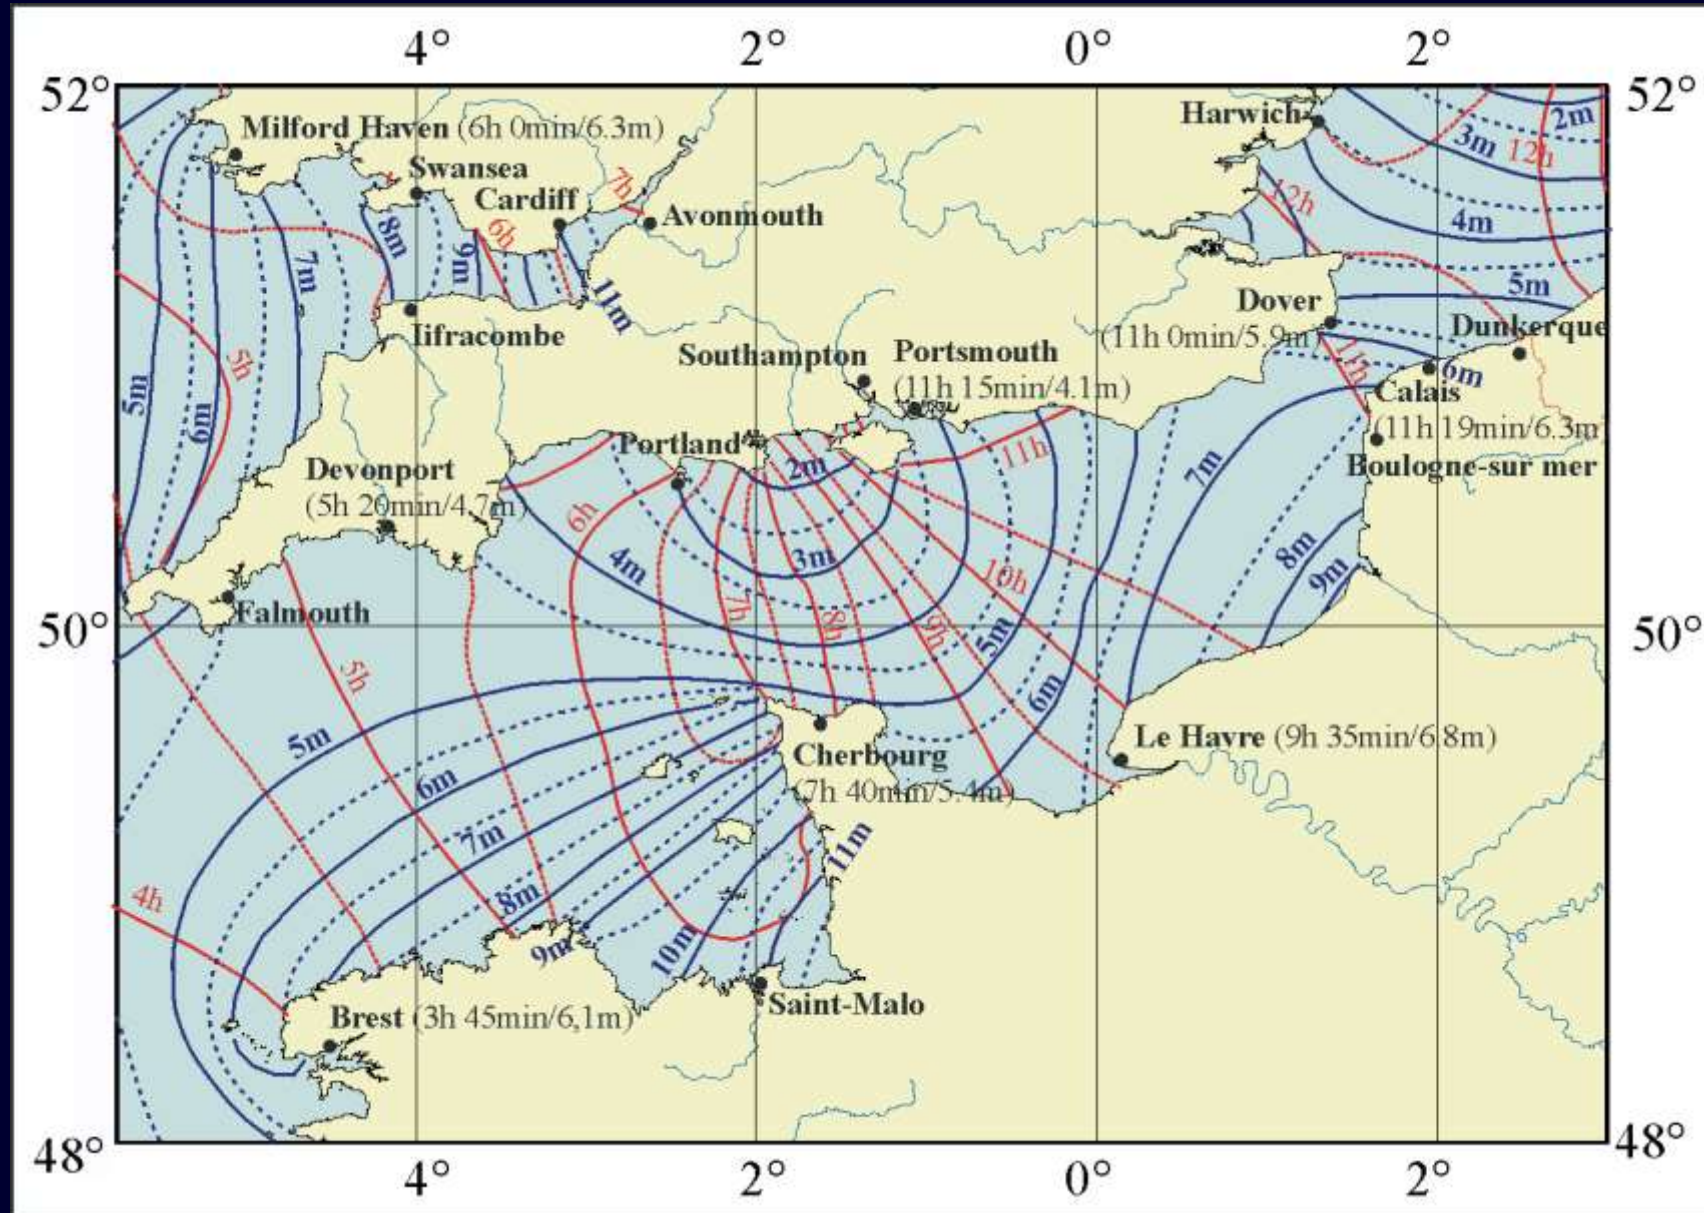 4° 2° 0° 2°
52° 52°
Harwich
Milford Haven (6h 0min/6.3m)
2m
3m 12h
Swansea
7h
Cardiff
Avonmouth
12h
6h
8m
4m
9m
7m
5m
11m
Dover
Iifracombe
(11h 0min/5.9m)
Dunkerque
Southampton
Portsmouth
11h
5h
6m
(11h 15min/4.1m)
Calais
5m
6m
(11h 19min/6.3m
Portland
11h
2m
7m
Boulogne-sur mer
Devonport
(5h 20min/4.7m)
6h
8m
3m
4m
9m
10h
Falmouth
7h
8h
9h
50° 50°
5m
5h
6m
5m
Le Havre (9h 35min/6.8m)
Cherbourg
(7h 40min/5.4m)
6m
7m
11m
8m
4h
9m
10m
Saint-Malo
Brest (3h 45min/6,1m)
48° 48°
4° 2° 0° 2°